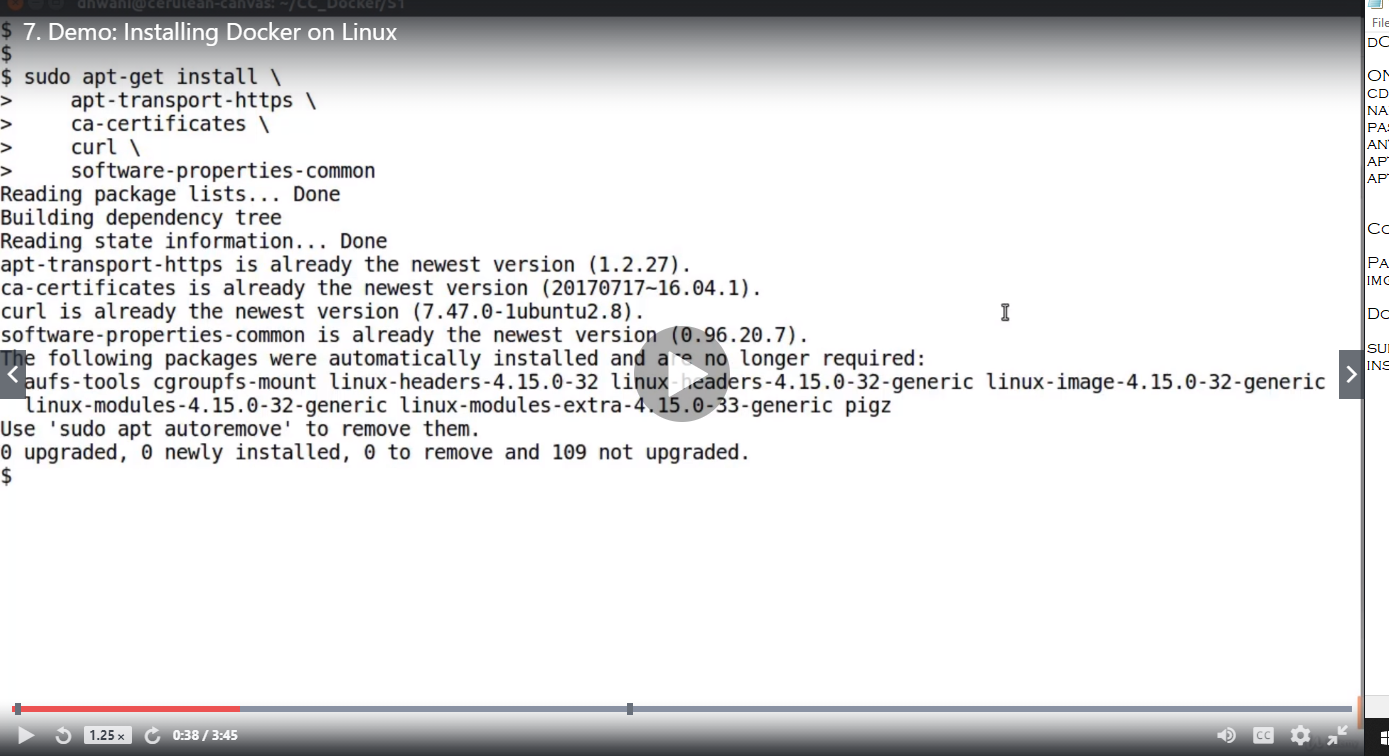 dnwani@cerulean-canvas: ~/CC_Docker/S1
7. Demo: Installing Docker on Linux
$
$
$ sudo apt-get install \
> apt-transport-https \
> ca-certificates \
> curl \
> software-properties-common
Reading package lists... Done
Building dependency tree
Reading state information... Done
apt-transport-https is already the newest version (1.2.27).
ca-certificates is already the newest version (20170717~16.04.1).
curl is already the newest version (7.47.0-1ubuntu2.8).
software-properties-common is already the newest version (0.96.20.7).
The following packages were automatically installed and are no longer required:
aufs-tools cgroupfs-mount linux-headers-4.15.0-32 linux-headers-4.15.0-32-generic linux-image-4.15.0-32-generic
linux-modules-4.15.0-32-generic linux-modules-extra-4.15.0-33-generic pigz
Use 'sudo apt autoremove' to remove them.
0 upgraded, 0 newly installed, 0 to remove and 109 not upgraded.
$
1.25 x
0:38 / 3:45
CC
File
DO
ON
CD
NA
PAS
AN
AP
AP
CO
PA
IMG
DO
SU
INS